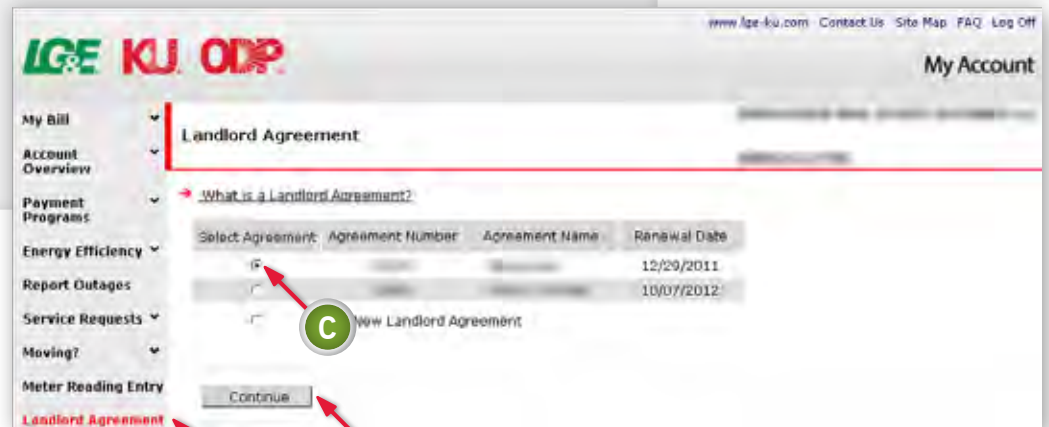 www.lge-ku.com Contact Us Site Map FAQ Log Off
LG&E KU ODP
My Account
My Bill
Account Overview
Payment Programs
Energy Efficiency
Report Outages
Service Requests
Moving?
Meter Reading Entry
Landlord Agreement
Landlord Agreement
What is a Landlord Agreement?
Select Agreement Agreement Number Agreement Name Renewal Date
12/29/2011
10/07/2012
New Landlord Agreement
C
Continue